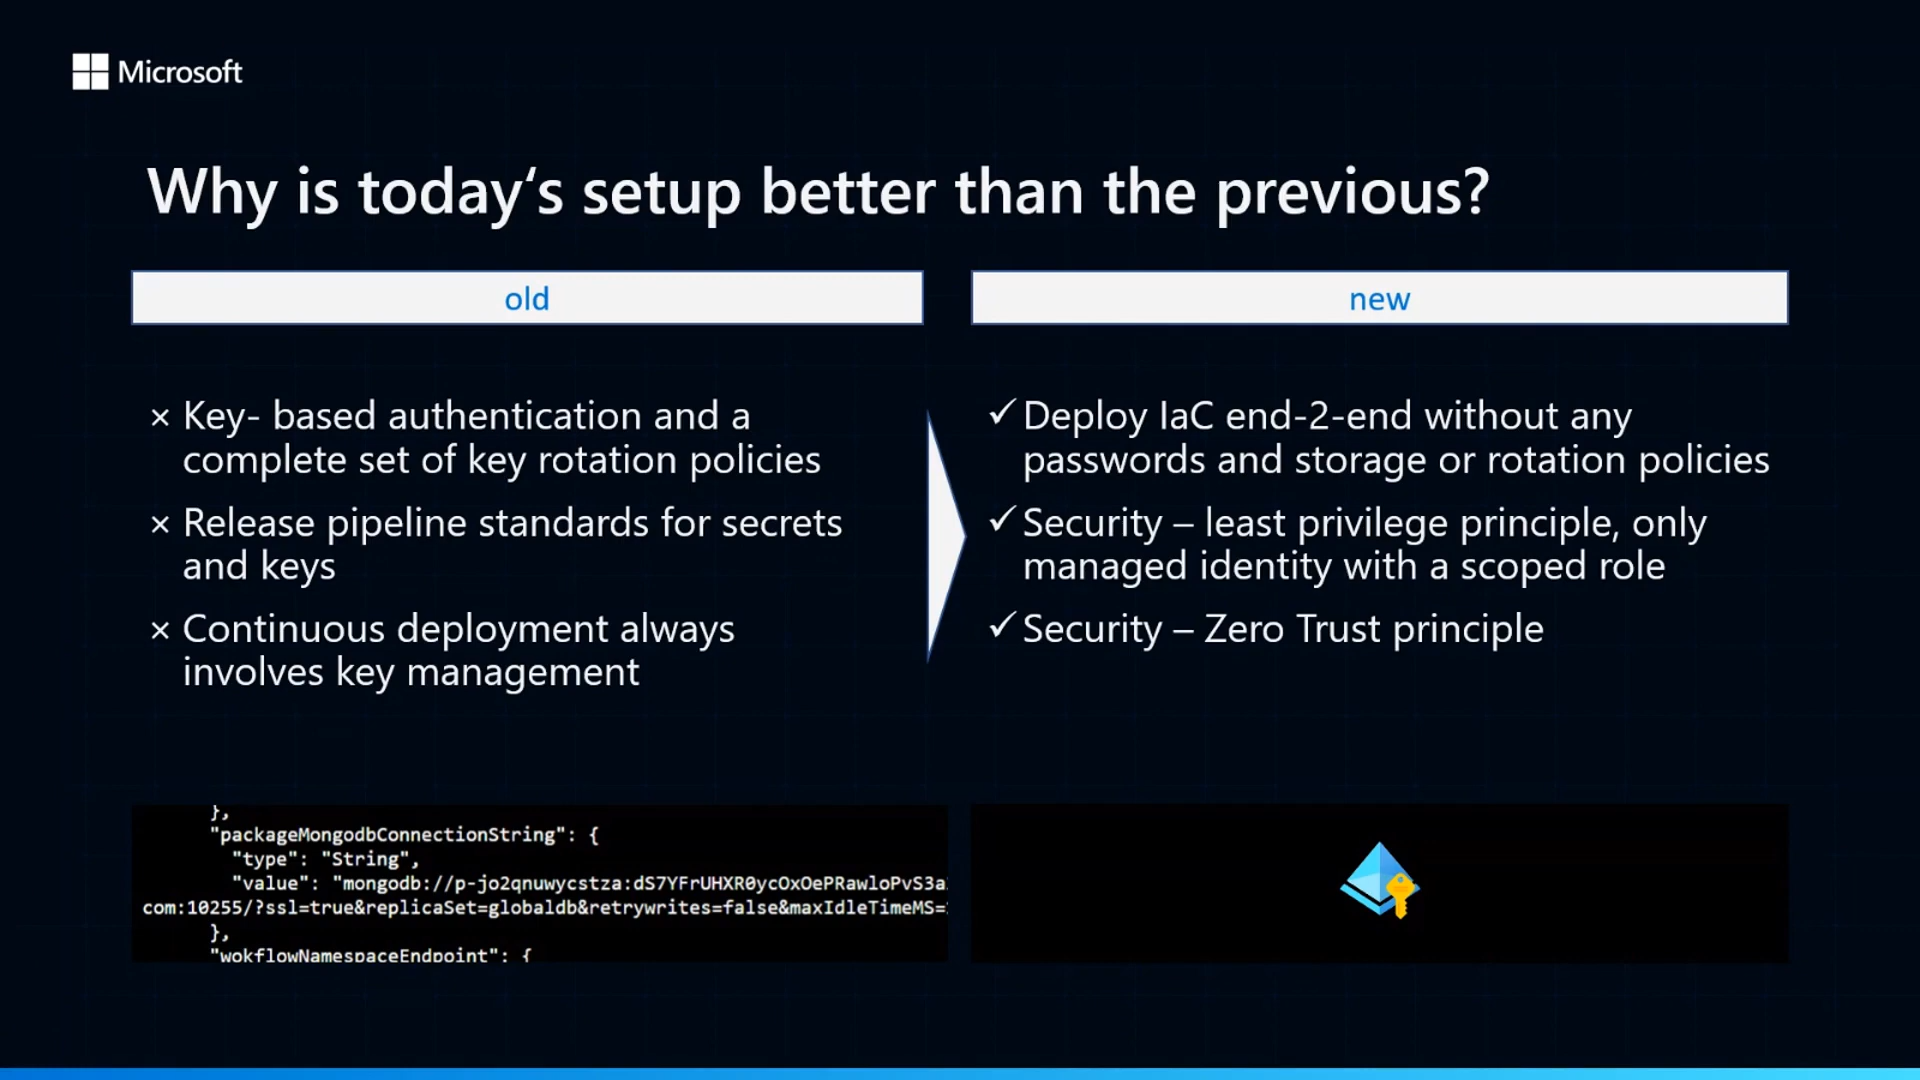 Microsoft
Why is today‘s setup better than the previous?
old
× Key- based authentication and a
complete set of key rotation policies
× Release pipeline standards for secrets
and keys
× Continuous deployment always
involves key management
new
✓ Deploy IaC end-2-end without any
passwords and storage or rotation policies
✓ Security – least privilege principle, only
managed identity with a scoped role
✓ Security – Zero Trust principle
},
"packageMongodbConnectionString": {
"type": "String",
"value": "mongodb://p-jo2qnuwycstza:dS7YFrUHXR0ycOxOePRawloPvS3a
com:10255/?ssl=true&replicaSet=globaldb&retrywrites=false&maxIdleTimeMS=
},
"wokflowNamespaceEndpoint": {